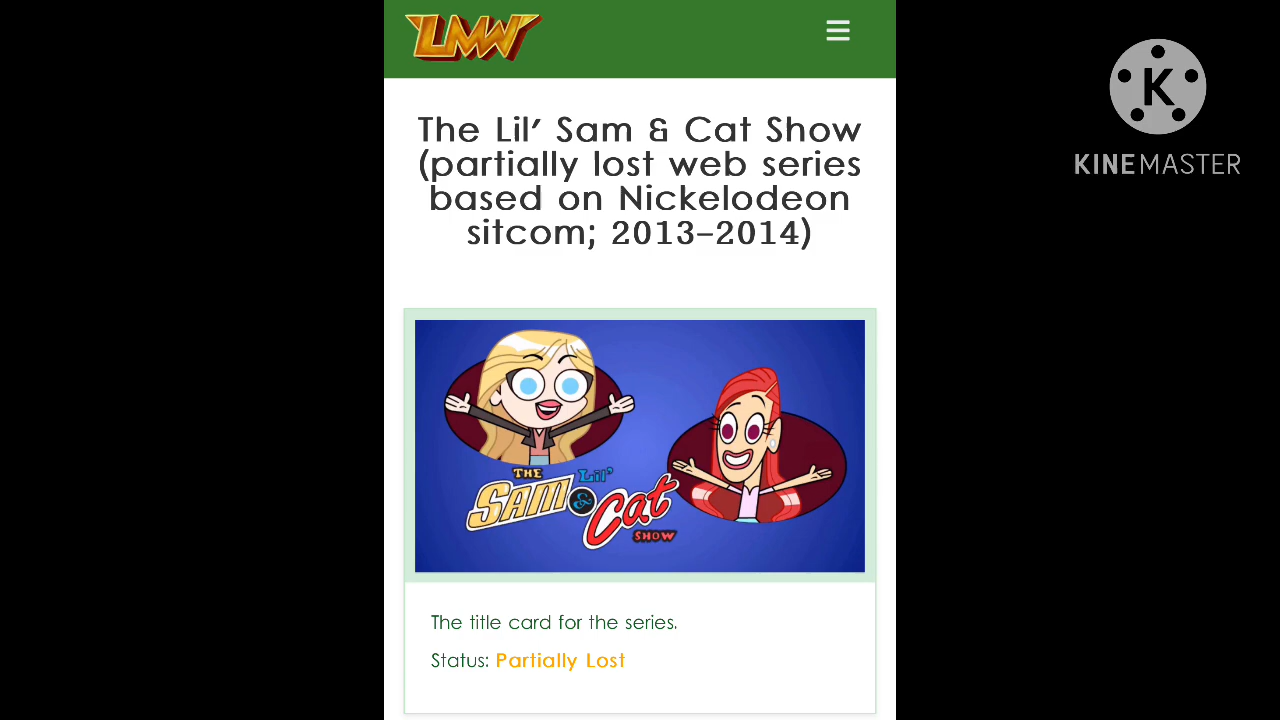 LMW
The Lil' Sam & Cat Show
(partially lost web series
based on Nickelodeon
sitcom; 2013–2014)
THE Lil'
SAM & Cat
SHOW
The title card for the series.
Status: Partially Lost
K
KINEMASTER